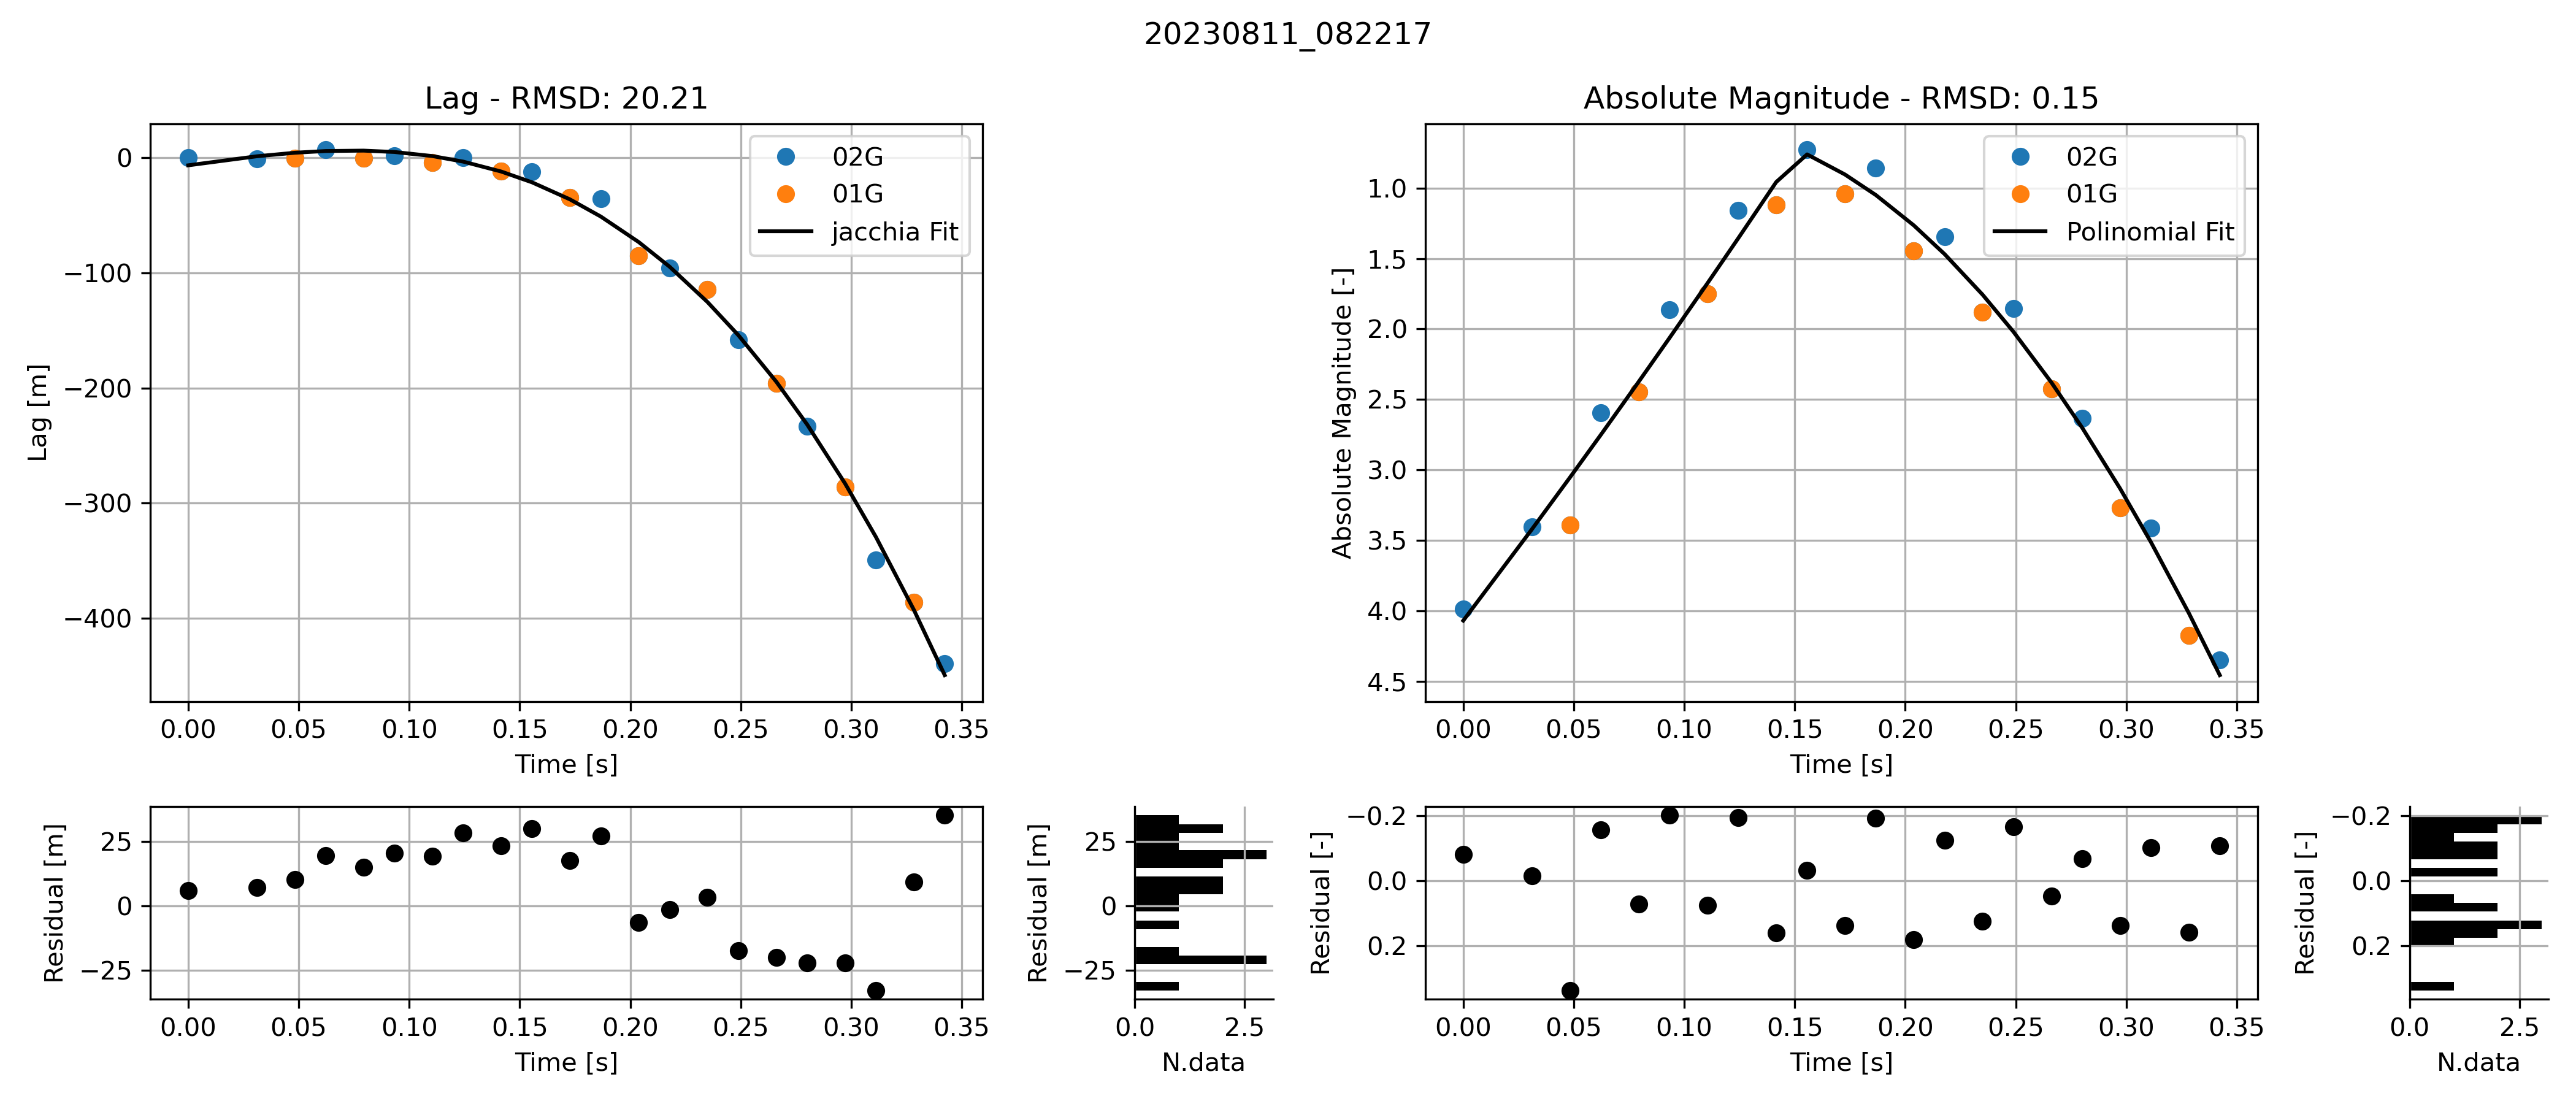 20230811_082217
Lag - RMSD: 20.21
Absolute Magnitude - RMSD: 0.15
Lag [m]
0
−100
−200
−300
−400
02G
01G
jacchia Fit
0.00 0.05 0.10 0.15 0.20 0.25 0.30 0.35
Time [s]
Absolute Magnitude [-]
1.0
1.5
2.0
2.5
3.0
3.5
4.0
4.5
02G
01G
Polinomial Fit
0.00 0.05 0.10 0.15 0.20 0.25 0.30 0.35
Time [s]
Residual [m]
25
0
−25
0.00 0.05 0.10 0.15 0.20 0.25 0.30 0.35
Time [s]
Residual [m]
25
0
−25
0.0 2.5
N.data
Residual [-]
−0.2
0.0
0.2
0.00 0.05 0.10 0.15 0.20 0.25 0.30 0.35
Time [s]
Residual [-]
−0.2
0.0
0.2
0.0 2.5
N.data